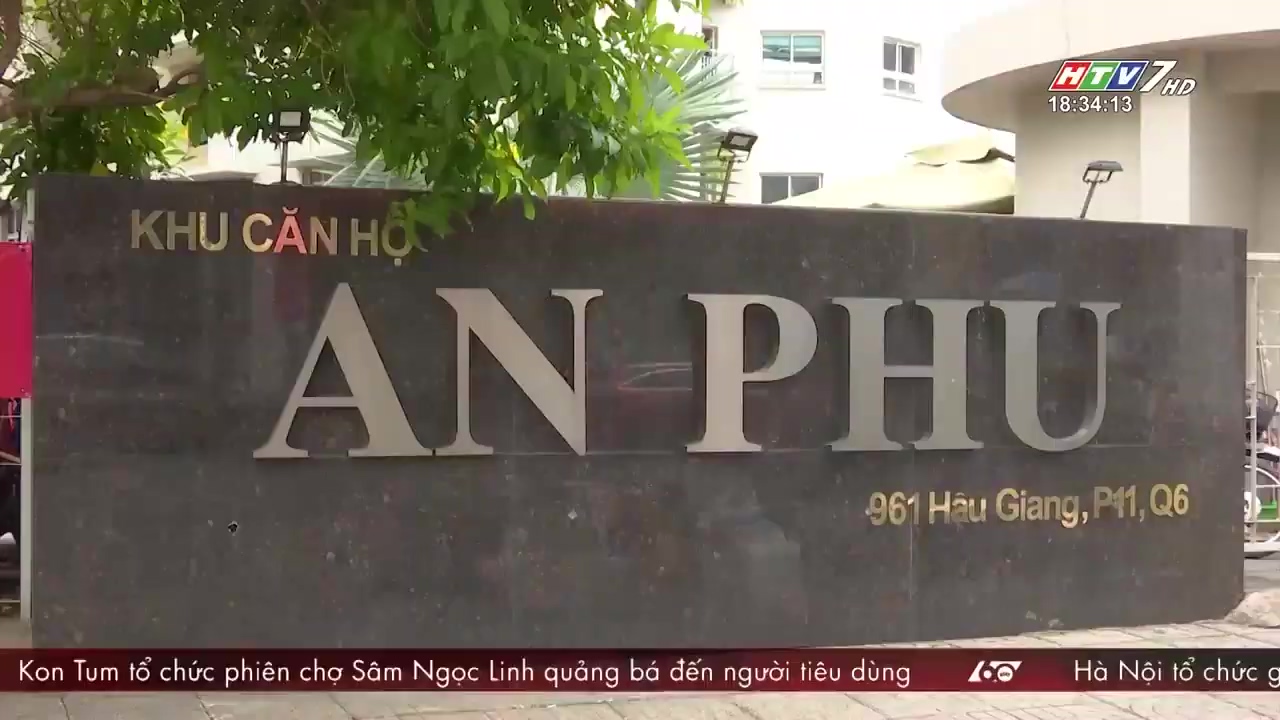 HTV7 HD
18:34:13
KHU CĂN HỘ
AN PHU
961 Hậu Giang, P11, Q6
Kon Tum tổ chức phiên chợ Sâm Ngọc Linh quảng bá đến người tiêu dùng 60 Hà Nội tổ chức g